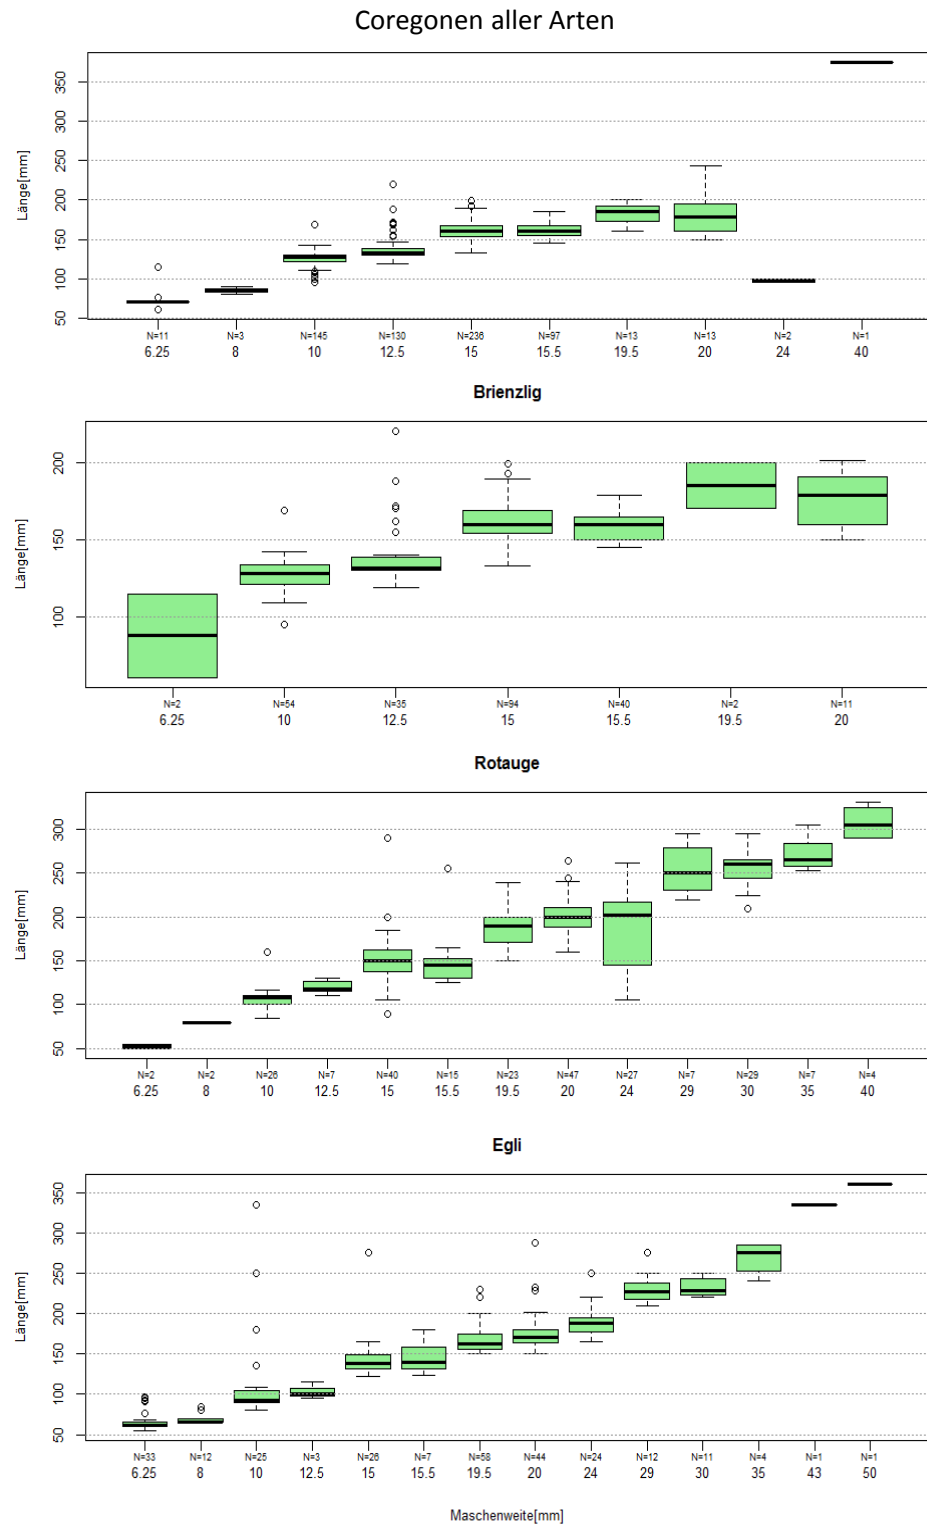 Coregonen aller Arten
Länge[mm]
350
300
250
200
150
100
50
N=11 N=3 N=145 N=130 N=236 N=97 N=13 N=13 N=2 N=1
6.25 8 10 12.5 15 15.5 19.5 20 24 40
Brienzlig
Länge[mm]
200
150
100
N=2 N=54 N=35 N=94 N=40 N=2 N=11
6.25 10 12.5 15 15.5 19.5 20
Rotauge
Länge[mm]
300
250
200
150
100
50
N=2 N=2 N=26 N=7 N=40 N=15 N=23 N=47 N=27 N=7 N=29 N=7 N=4
6.25 8 10 12.5 15 15.5 19.5 20 24 29 30 35 40
Egli
Länge[mm]
350
300
250
200
150
100
50
N=33 N=12 N=25 N=3 N=26 N=7 N=58 N=44 N=24 N=12 N=11 N=4 N=1 N=1
6.25 8 10 12.5 15 15.5 19.5 20 24 29 30 35 43 50
Maschenweite[mm]